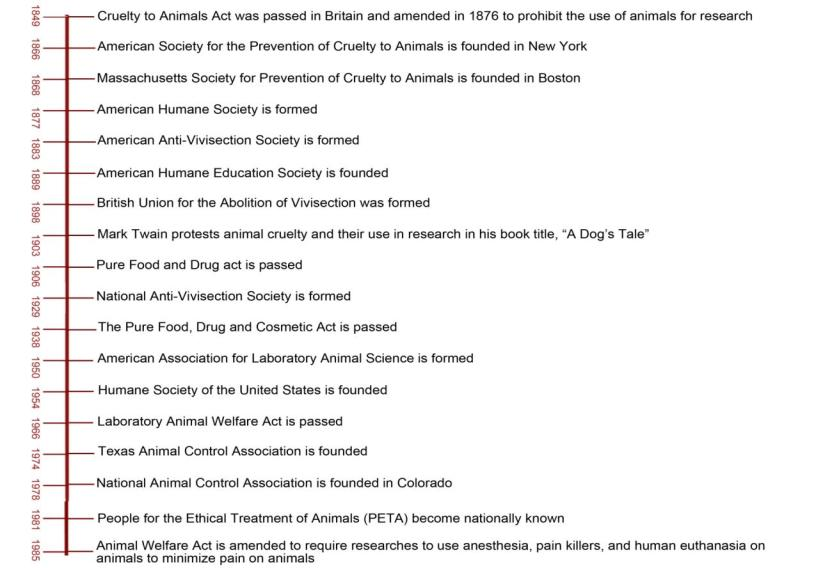 1849 Cruelty to Animals Act was passed in Britain and amended in 1876 to prohibit the use of animals for research
1866 American Society for the Prevention of Cruelty to Animals is founded in New York
1868 Massachusetts Society for Prevention of Cruelty to Animals is founded in Boston
1877 American Humane Society is formed
1883 American Anti-Vivisection Society is formed
1889 American Humane Education Society is founded
1898 British Union for the Abolition of Vivisection was formed
1903 Mark Twain protests animal cruelty and their use in research in his book title, “A Dog’s Tale”
1906 Pure Food and Drug act is passed
1929 National Anti-Vivisection Society is formed
1938 The Pure Food, Drug and Cosmetic Act is passed
1950 American Association for Laboratory Animal Science is formed
1954 Humane Society of the United States is founded
1966 Laboratory Animal Welfare Act is passed
1974 Texas Animal Control Association is founded
1978 National Animal Control Association is founded in Colorado
1981 People for the Ethical Treatment of Animals (PETA) become nationally known
1985 Animal Welfare Act is amended to require researches to use anesthesia, pain killers, and human euthanasia on
animals to minimize pain on animals